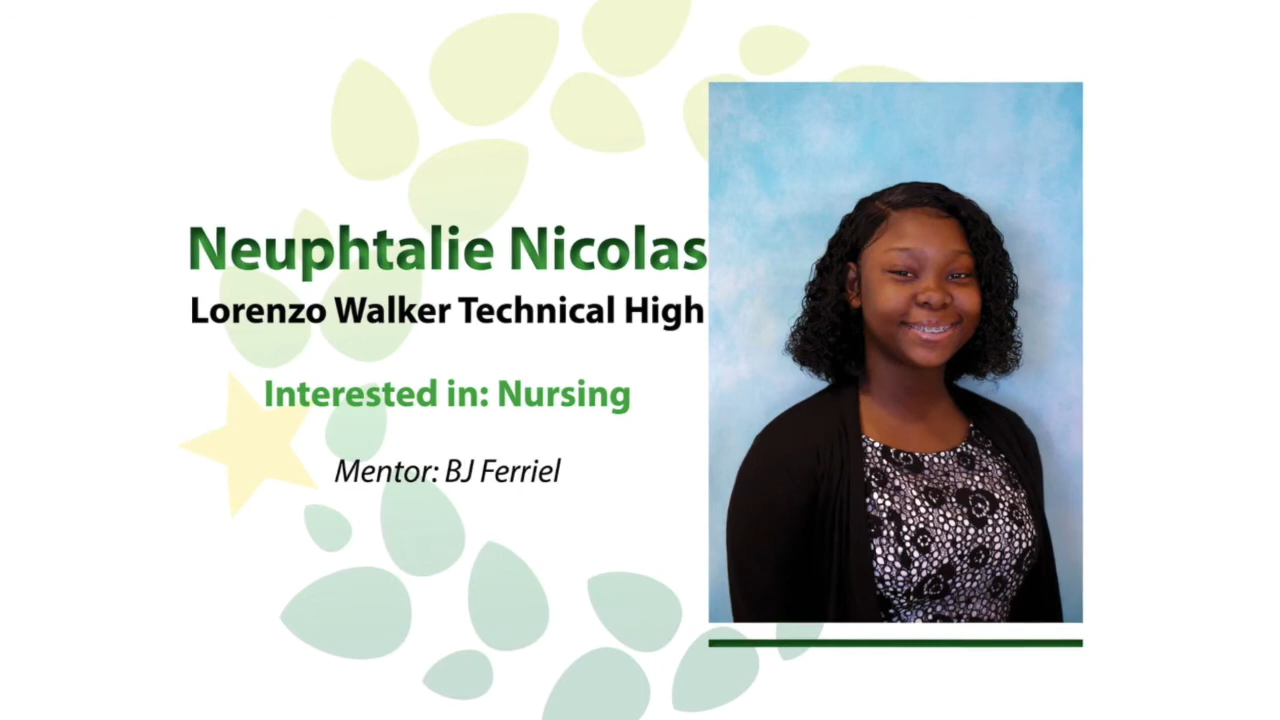 Neuphtalie Nicolas
Lorenzo Walker Technical High
Interested in: Nursing
Mentor: BJ Ferriel